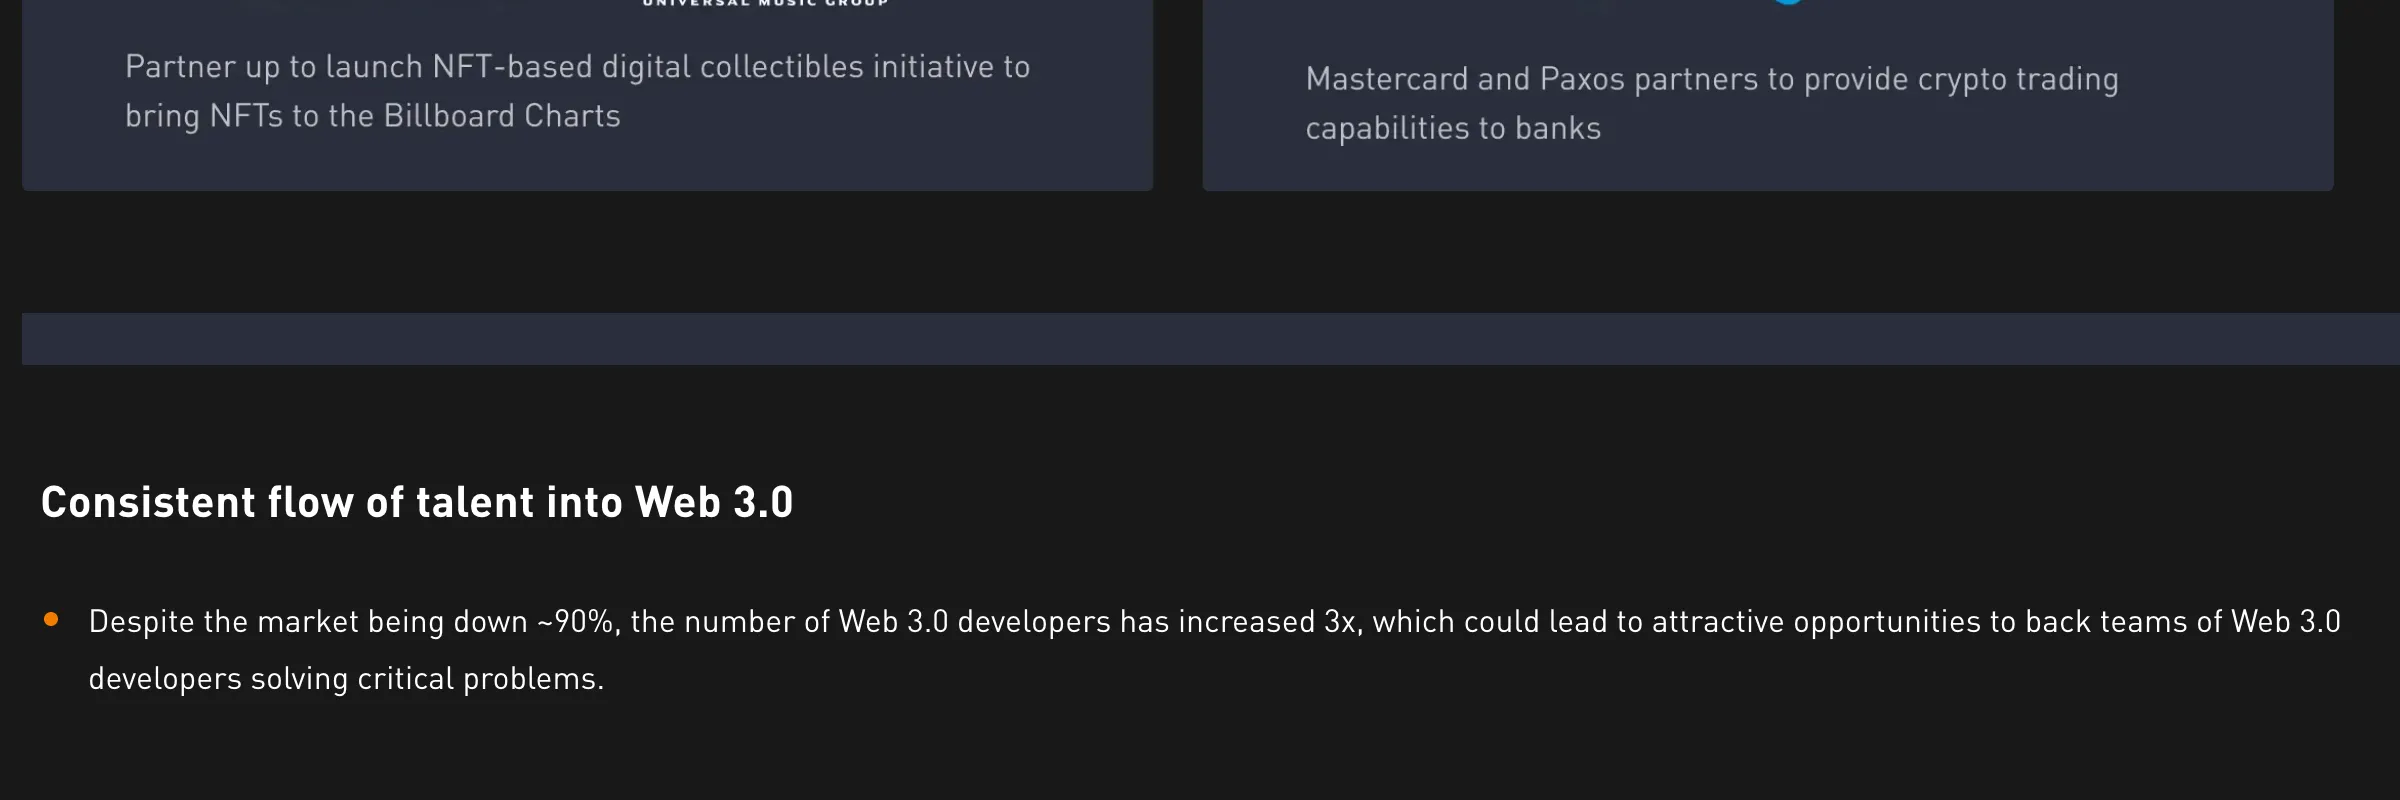 UNIVERSAL MUSIC GROUP
Partner up to launch NFT-based digital collectibles initiative to
bring NFTs to the Billboard Charts
Mastercard and Paxos partners to provide crypto trading
capabilities to banks
Consistent flow of talent into Web 3.0
Despite the market being down ~90%, the number of Web 3.0 developers has increased 3x, which could lead to attractive opportunities to back teams of Web 3.0
developers solving critical problems.